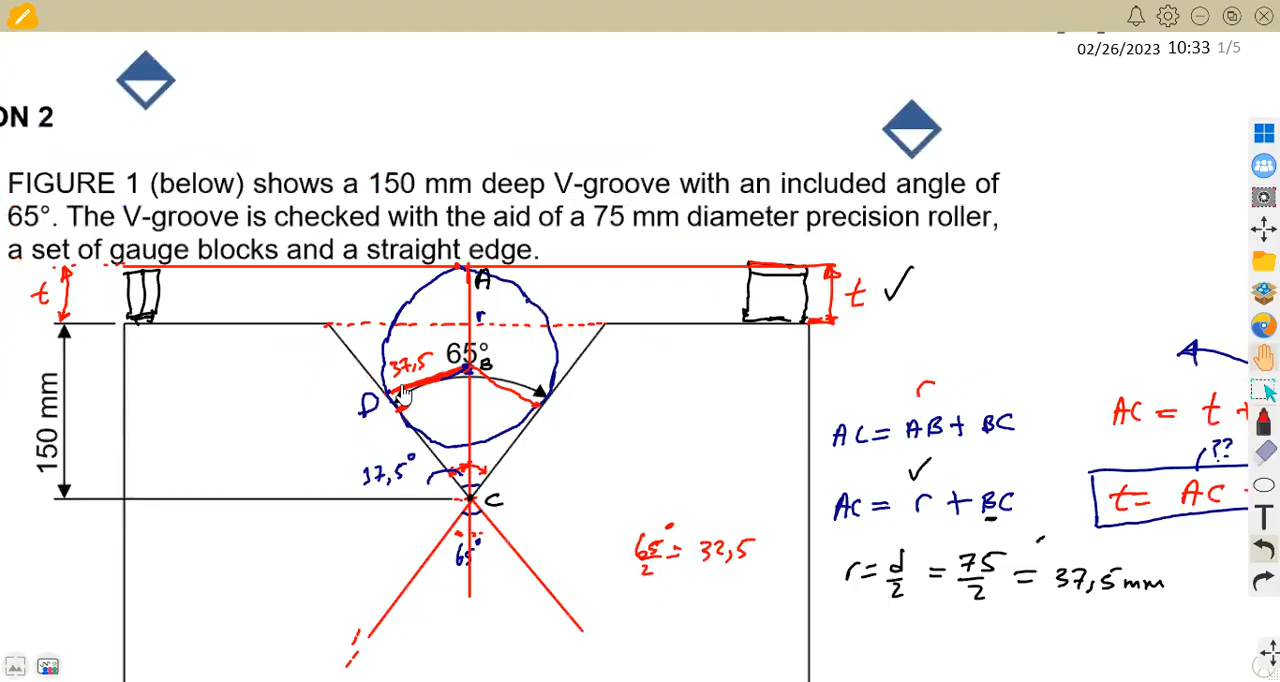 02/26/2023 10:33 1/5
ON 2
FIGURE 1 (below) shows a 150 mm deep V-groove with an included angle of
65°. The V-groove is checked with the aid of a 75 mm diameter precision roller,
a set of gauge blocks and a straight edge.
A
t
t ✓
r
65°
B
37,5
D
150 mm
17,5°
C
65°
65°/2 = 32,5
r
AC = AB + BC
✓
AC = r + BC
r = d/2 = 75/2 = 37,5 mm
AC = t +
??
t = AC -
T